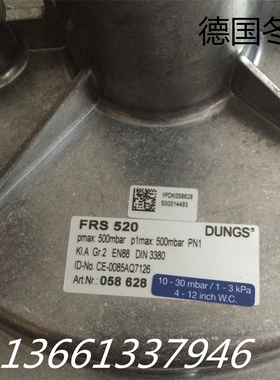 德国冬
1PDK058628
S00014493
FRS 520
DUNGS®
pmax: 500mbar p1max: 500mbar PN1
Kl.A Gr.2 EN88 DIN 3380
ID-No. CE-0085AQ7126
Art.Nr.: 058 628
10 - 30 mbar / 1 - 3 kPa
4 - 12 inch W.C.
13661337946